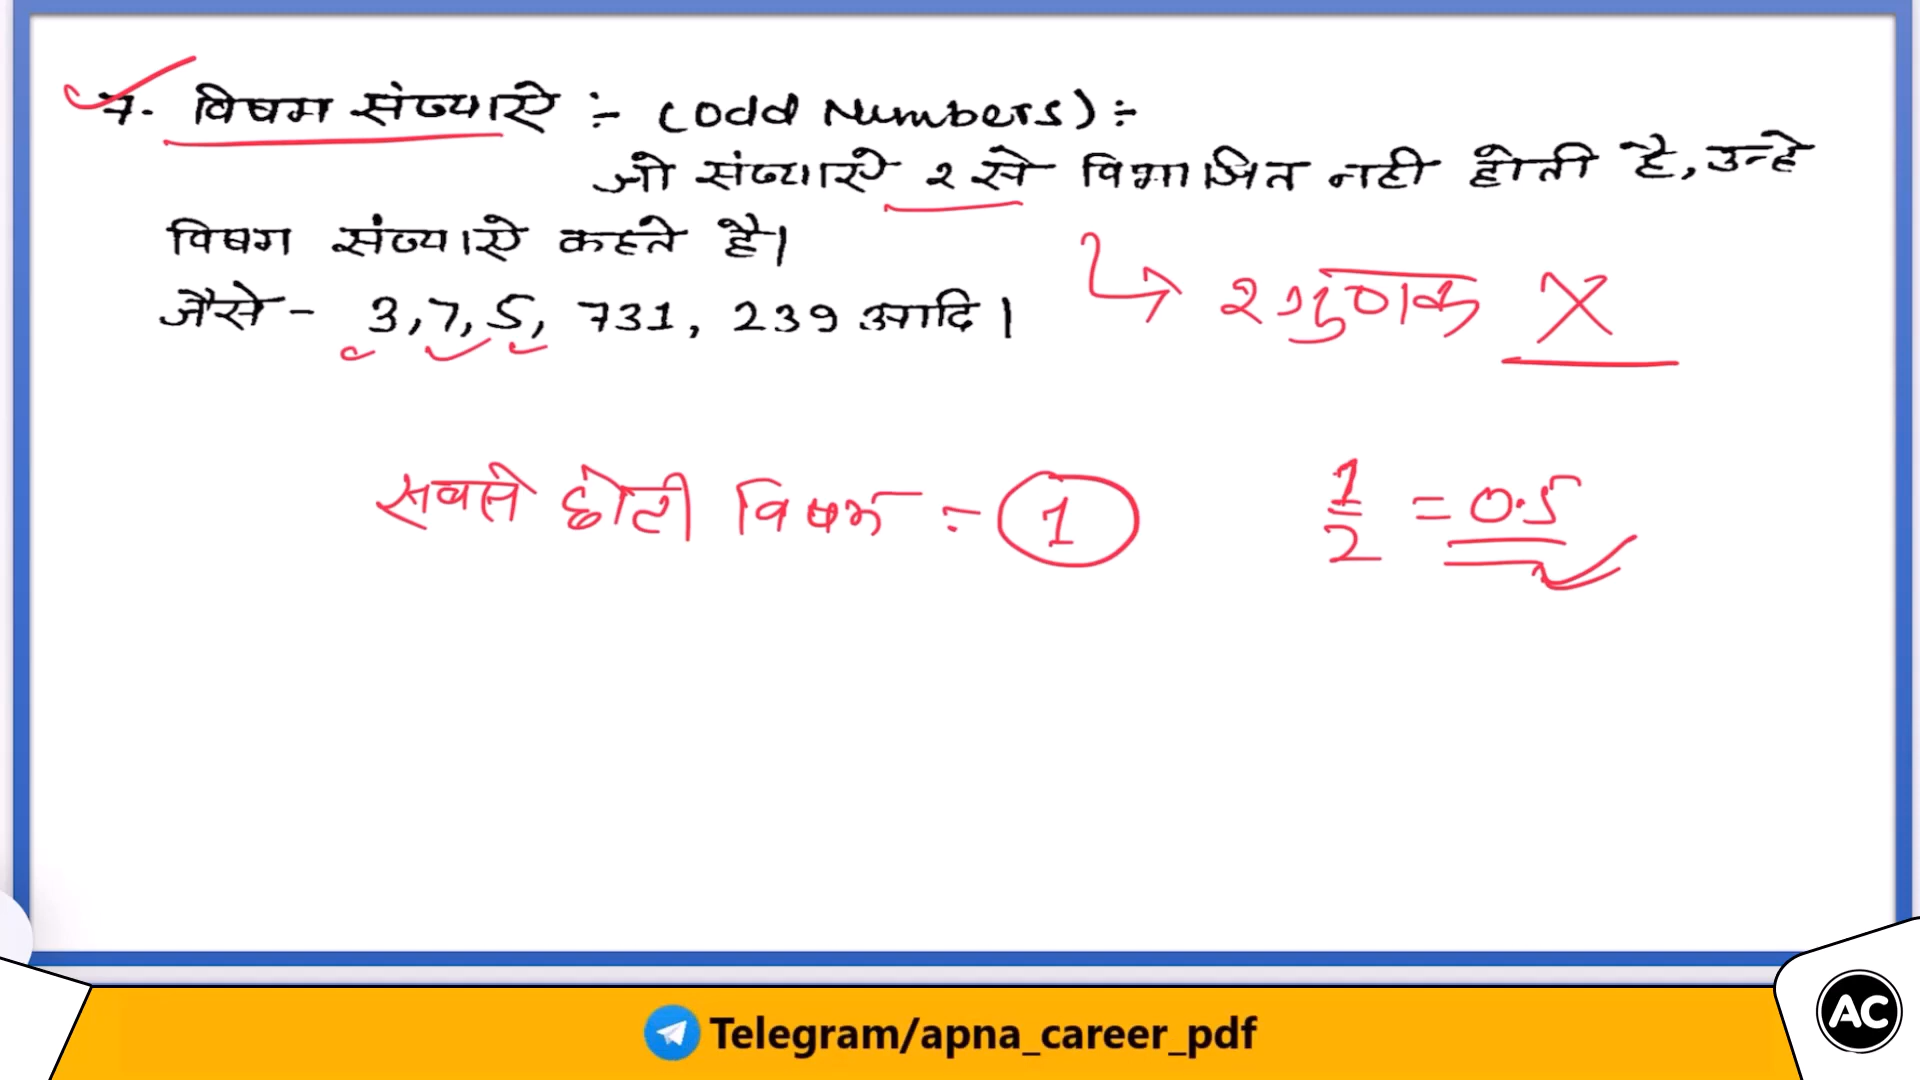 7. विषम संख्याऐ :- (odd Numbers) :-
जो संख्याऐ 2 से विभाजित नही होती है, उन्हे
विषम संख्याऐ कहते है।
जैसे - 3, 7, 5, 731, 239 आदि।
2 गुणक X
सबसे छोटी विषम :- 1
1/2 = 0.5
Telegram/apna_career_pdf
AC